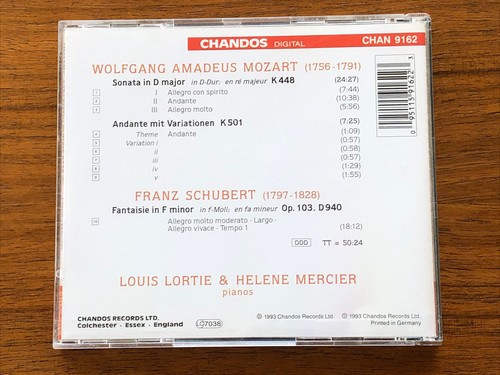 CHANDOS DIGITAL CHAN 9162
WOLFGANG AMADEUS MOZART (1756-1791)
Sonata in D major in D-Dur: en ré majeur K 448 (24:27)
1 I Allegro con spirito (7:44)
2 II Andante (10:38)
3 III Allegro molto (5:56)
Andante mit Variationen K 501 (7:25)
4 Theme Andante (1:09)
5 Variation i (0:57)
6 ii (0:58)
7 iii (0:57)
8 iv (1:29)
9 v (1:55)
FRANZ SCHUBERT (1797-1828)
Fantaisie in F minor in f-Moll: en fa mineur Op. 103. D 940
10 Allegro molto moderato - Largo -
Allegro vivace - Tempo 1 (18:12)
DDD TT = 50:24
LOUIS LORTIE & HELENE MERCIER
pianos
CHANDOS RECORDS LTD.
Colchester . Essex . England
LC7038
℗ 1993 Chandos Records Ltd. © 1993 Chandos Records Ltd.
Printed in Germany
0 95115 91622 3